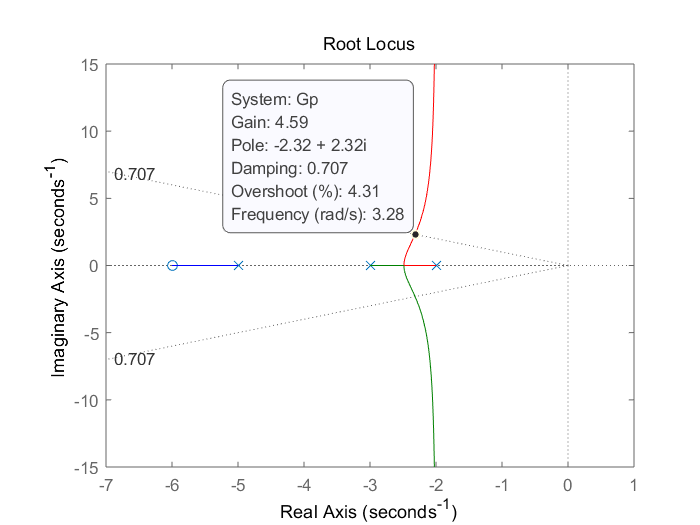 Root Locus
System: Gp
Gain: 4.59
Pole: -2.32 + 2.32i
Damping: 0.707
Overshoot (%): 4.31
Frequency (rad/s): 3.28
0.707
0.707
15
10
5
0
-5
-10
-15
-7 -6 -5 -4 -3 -2 -1 0 1
Imaginary Axis (seconds⁻¹)
Real Axis (seconds⁻¹)